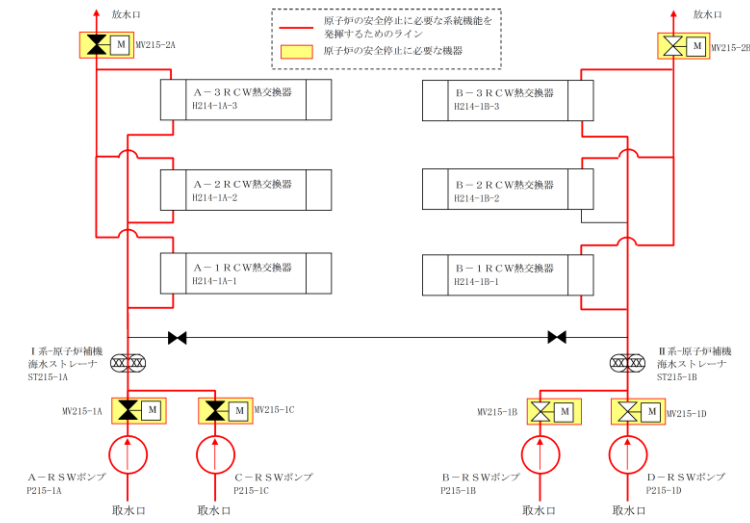 放水口
原子炉の安全停止に必要な系統機能を
発揮するためのライン
原子炉の安全停止に必要な機器
放水口
M
MV215-2A
M
MV215-2B
A－3RCW熱交換器
H214-1A-3
B－3RCW熱交換器
H214-1B-3
A－2RCW熱交換器
H214-1A-2
B－2RCW熱交換器
H214-1B-2
A－1RCW熱交換器
H214-1A-1
B－1RCW熱交換器
H214-1B-1
Ⅰ系-原子炉補機
海水ストレーナ
ST215-1A
Ⅱ系-原子炉補機
海水ストレーナ
ST215-1B
MV215-1A
M
M
MV215-1C
MV215-1B
M
M
MV215-1D
A－RSWポンプ
P215-1A
C－RSWポンプ
P215-1C
B－RSWポンプ
P215-1B
D－RSWポンプ
P215-1D
取水口
取水口
取水口
取水口